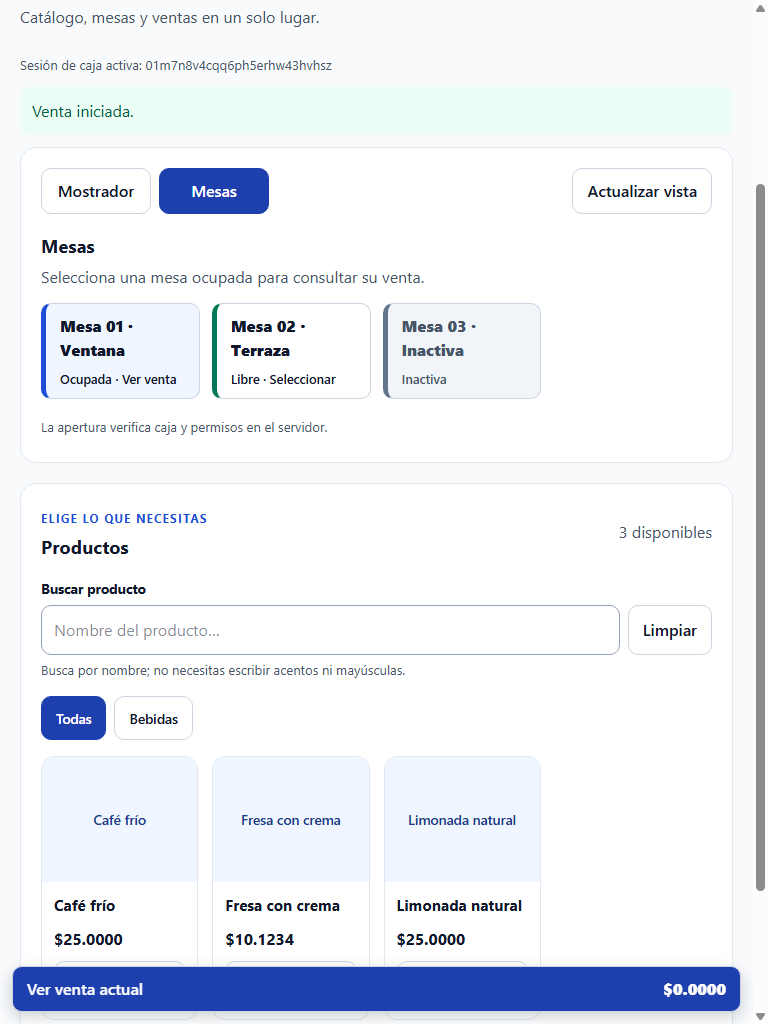 Catálogo, mesas y ventas en un solo lugar.
Sesión de caja activa: 01m7n8v4cqq6ph5erhw43hvhsz
Venta iniciada.
Mostrador
Mesas
Actualizar vista
Mesas
Selecciona una mesa ocupada para consultar su venta.
Mesa 01 ·
Ventana
Ocupada · Ver venta
Mesa 02 ·
Terraza
Libre · Seleccionar
Mesa 03 ·
Inactiva
Inactiva
La apertura verifica caja y permisos en el servidor.
ELIGE LO QUE NECESITAS
Productos
3 disponibles
Buscar producto
Nombre del producto...
Limpiar
Busca por nombre; no necesitas escribir acentos ni mayúsculas.
Todas
Bebidas
Café frío
Fresa con crema
Limonada natural
Café frío
$25.0000
Fresa con crema
$10.1234
Limonada natural
$25.0000
Ver venta actual
$0.0000